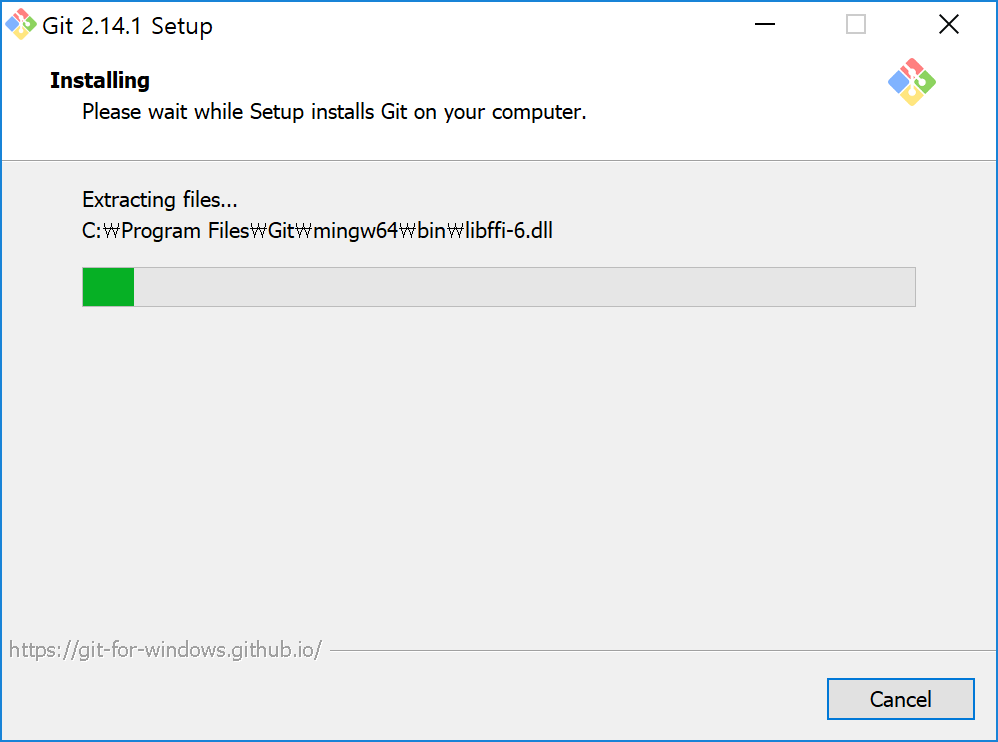 Git 2.14.1 Setup
Installing
Please wait while Setup installs Git on your computer.
Extracting files...
C:₩Program Files₩Git₩mingw64₩bin₩libffi-6.dll
https://git-for-windows.github.io/
Cancel